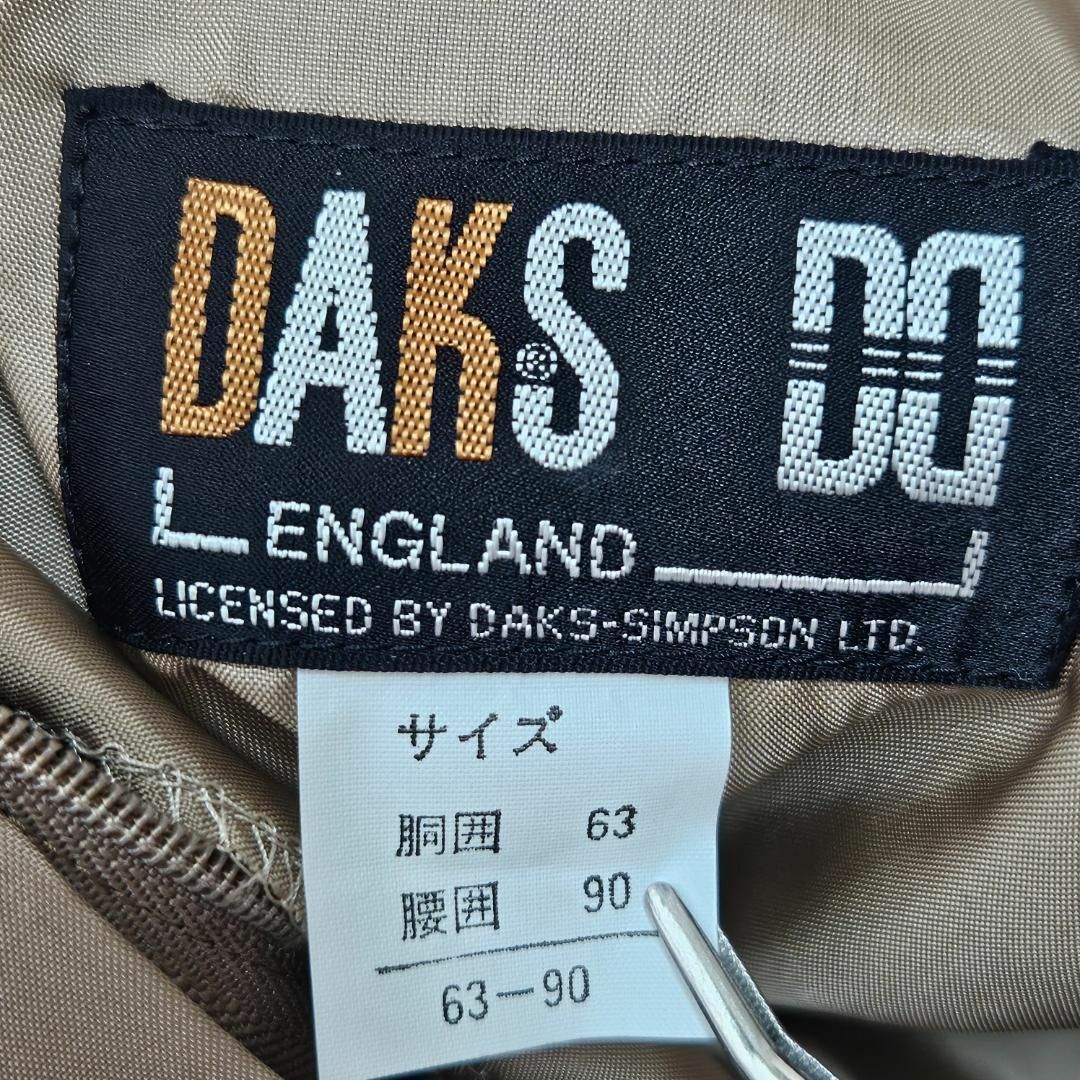 DAKS DD
ENGLAND
LICENSED BY DAKS-SIMPSON LTD.
サイズ
胴囲 63
腰囲 90
63-90